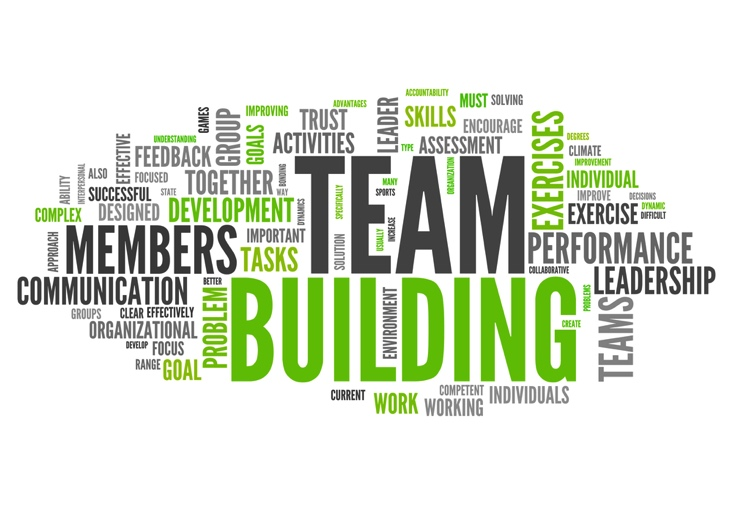 ACCOUNTABILITY
ADVANTAGES
MUST
SOLVING
GAMES
IMPROVING
TRUST
LEADER
SKILLS
ENCOURAGE
UNDERSTANDING
GROUP
GOALS
ACTIVITIES
TYPE
ASSESSMENT
EXERCISES
DEGREES
CLIMATE
IMPROVEMENT
EFFECTIVE
FEEDBACK
ALSO
INTERPERSONAL
FOCUSED
TOGETHER
BONDING
TEAM
MANY
SPORTS
ORGANIZATION
INDIVIDUAL
ABILITY
SUCCESSFUL
STATE
WAY
SPECIFICALLY
IMPROVE
DECISIONS
COMPLEX
DESIGNED
DEVELOPMENT
DYNAMICS
EXERCISE
DYNAMIC
DIFFICULT
APPROACH
MEMBERS
IMPORTANT
TASKS
SOLUTION
USUALLY
INCREASE
PERFORMANCE
COLLABORATIVE
LEADERSHIP
COMMUNICATION
BETTER
PROBLEM
BUILDING
ENVIRONMENT
PROBLEMS
TEAMS
GROUPS
CLEAR
EFFECTIVELY
CREATE
ORGANIZATIONAL
DEVELOP
FOCUS
RANGE
GOAL
CURRENT
WORK
COMPETENT
WORKING
INDIVIDUALS